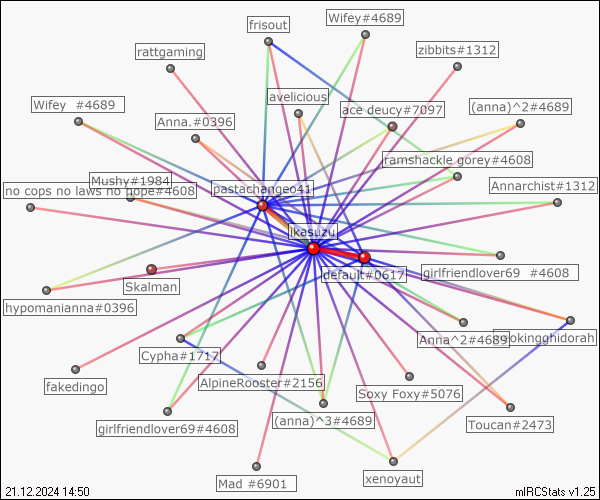 frisout
Wifey#4689
rattgaming
zibbits#1312
Wifey  #4689
avelicious
Anna.#0396
ace deucy#7097
(anna)^2#4689
ramshackle gorey#4608
Mushy#1984
no cops no laws no hope#4608
pastachangeo41
Annarchist#1312
ikasuzu
default#0617
girlfriendlover69  #4608
Skalman
hypomanianna#0396
Cypha#1717
Anna^2#4689
smokingghidorah
fakedingo
AlpineRooster#2156
Soxy Foxy#5076
(anna)^3#4689
Toucan#2473
girlfriendlover69#4608
Mad #6901
xenoyaut
21.12.2024 14:50
mIRCStats v1.25